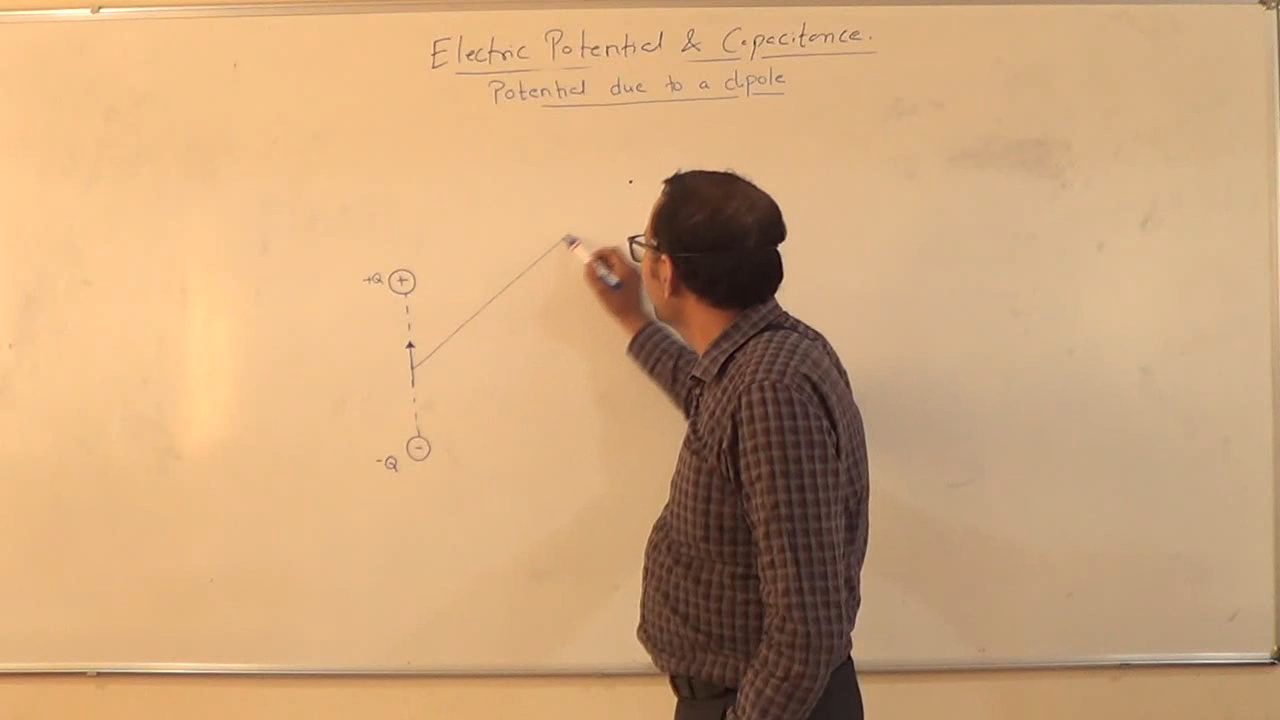 Electric Potential & Capacitance.
Potential due to a dipole
+Q +
-
-Q